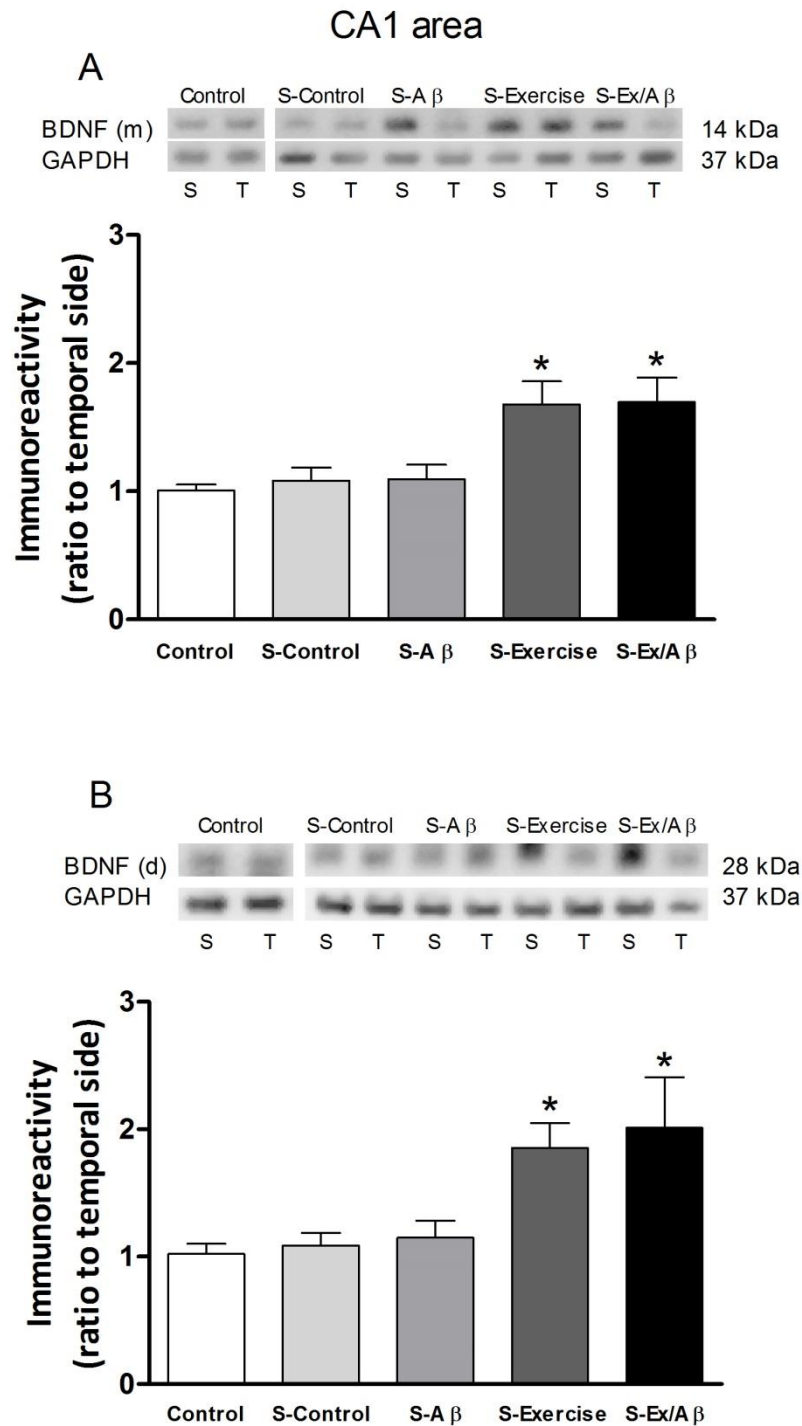 CA1 area
A
Control S-Control S-A β S-Exercise S-Ex/A β
BDNF (m) 14 kDa
GAPDH 37 kDa
S T S T S T S T S T
Immunoreactivity
(ratio to temporal side)
3
2
1
0
* *
Control S-Control S-A β S-Exercise S-Ex/A β
B
Control S-Control S-A β S-Exercise S-Ex/A β
BDNF (d) 28 kDa
GAPDH 37 kDa
S T S T S T S T S T
Immunoreactivity
(ratio to temporal side)
3
2
1
0
* *
Control S-Control S-A β S-Exercise S-Ex/A β